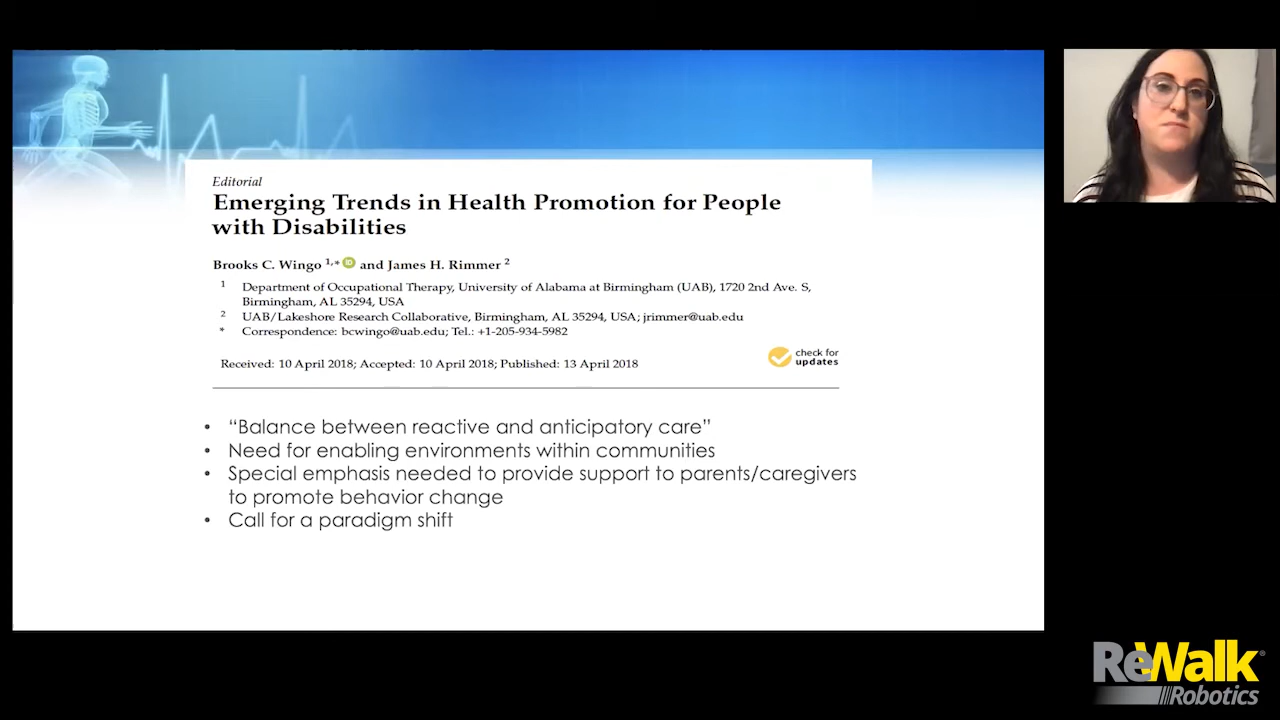 Editorial
Emerging Trends in Health Promotion for People
with Disabilities
Brooks C. Wingo 1,* iD and James H. Rimmer 2
1 Department of Occupational Therapy, University of Alabama at Birmingham (UAB), 1720 2nd Ave. S,
Birmingham, AL 35294, USA
2 UAB/Lakeshore Research Collaborative, Birmingham, AL 35294, USA; jrimmer@uab.edu
* Correspondence: bcwingo@uab.edu; Tel.: +1-205-934-5982
Received: 10 April 2018; Accepted: 10 April 2018; Published: 13 April 2018
check for
updates
• “Balance between reactive and anticipatory care”
• Need for enabling environments within communities
• Special emphasis needed to provide support to parents/caregivers
to promote behavior change
• Call for a paradigm shift
ReWalk®
Robotics